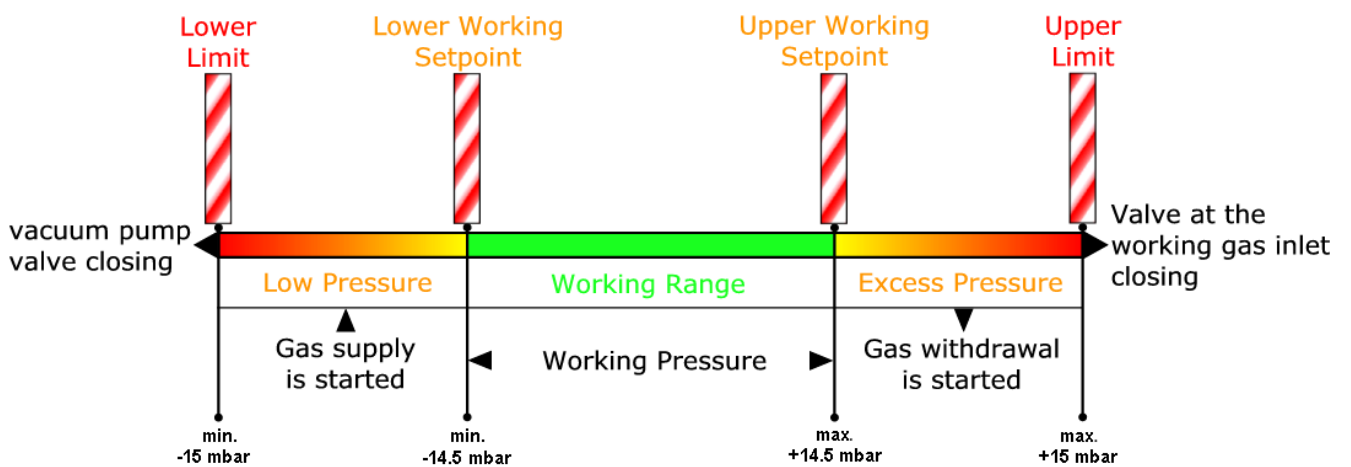 Lower
Limit
Lower Working
Setpoint
Upper Working
Setpoint
Upper
Limit
vacuum pump
valve closing
Valve at the
working gas inlet
closing
Low Pressure
Working Range
Excess Pressure
Gas supply
is started
Working Pressure
Gas withdrawal
is started
min.
-15 mbar
min.
-14.5 mbar
max.
+14.5 mbar
max.
+15 mbar